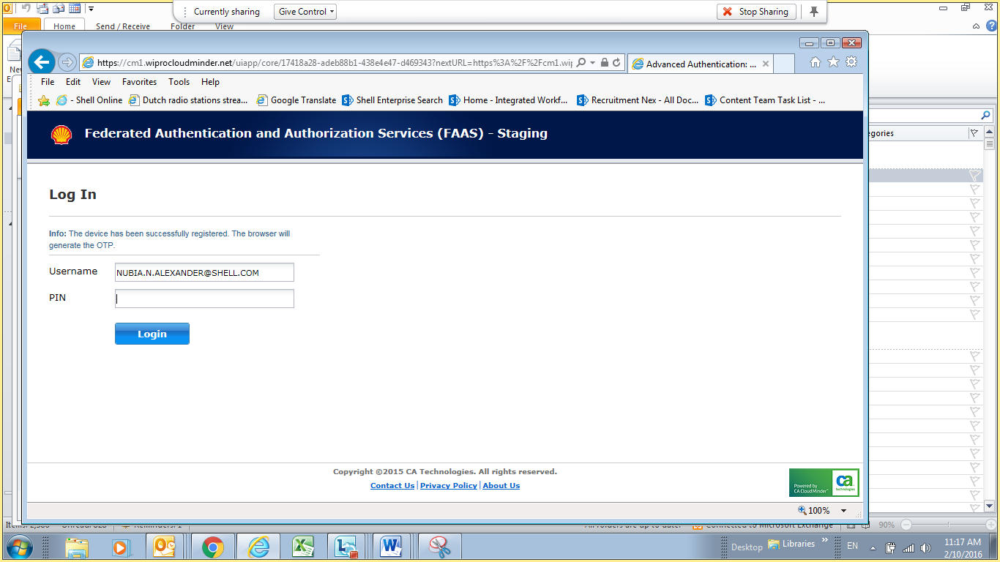 Currently sharing
Give Control
Stop Sharing
File
Home
Send / Receive
Folder
View
https://cm1.wiprocloudminder.net/uiapp/core/17418a28-adeb88b1-438e4e47-d469343?nextURL=https%3A%2F%2Fcm1.wip
Advanced Authentication: ...
File Edit View Favorites Tools Help
- Shell Online
Dutch radio stations strea...
Google Translate
Shell Enterprise Search
Home - Integrated Workf...
Recruitment Nex - All Doc...
Content Team Task List - ...
egories
Federated Authentication and Authorization Services (FAAS) - Staging
Log In
Info: The device has been successfully registered. The browser will
generate the OTP.
Username
NUBIA.N.ALEXANDER@SHELL.COM
PIN
Login
Copyright ©2015 CA Technologies. All rights reserved.
Contact Us | Privacy Policy | About Us
Powered by
CA CloudMinder
ca
technologies
100%
90%
Desktop
Libraries
EN
11:17 AM
2/10/2016